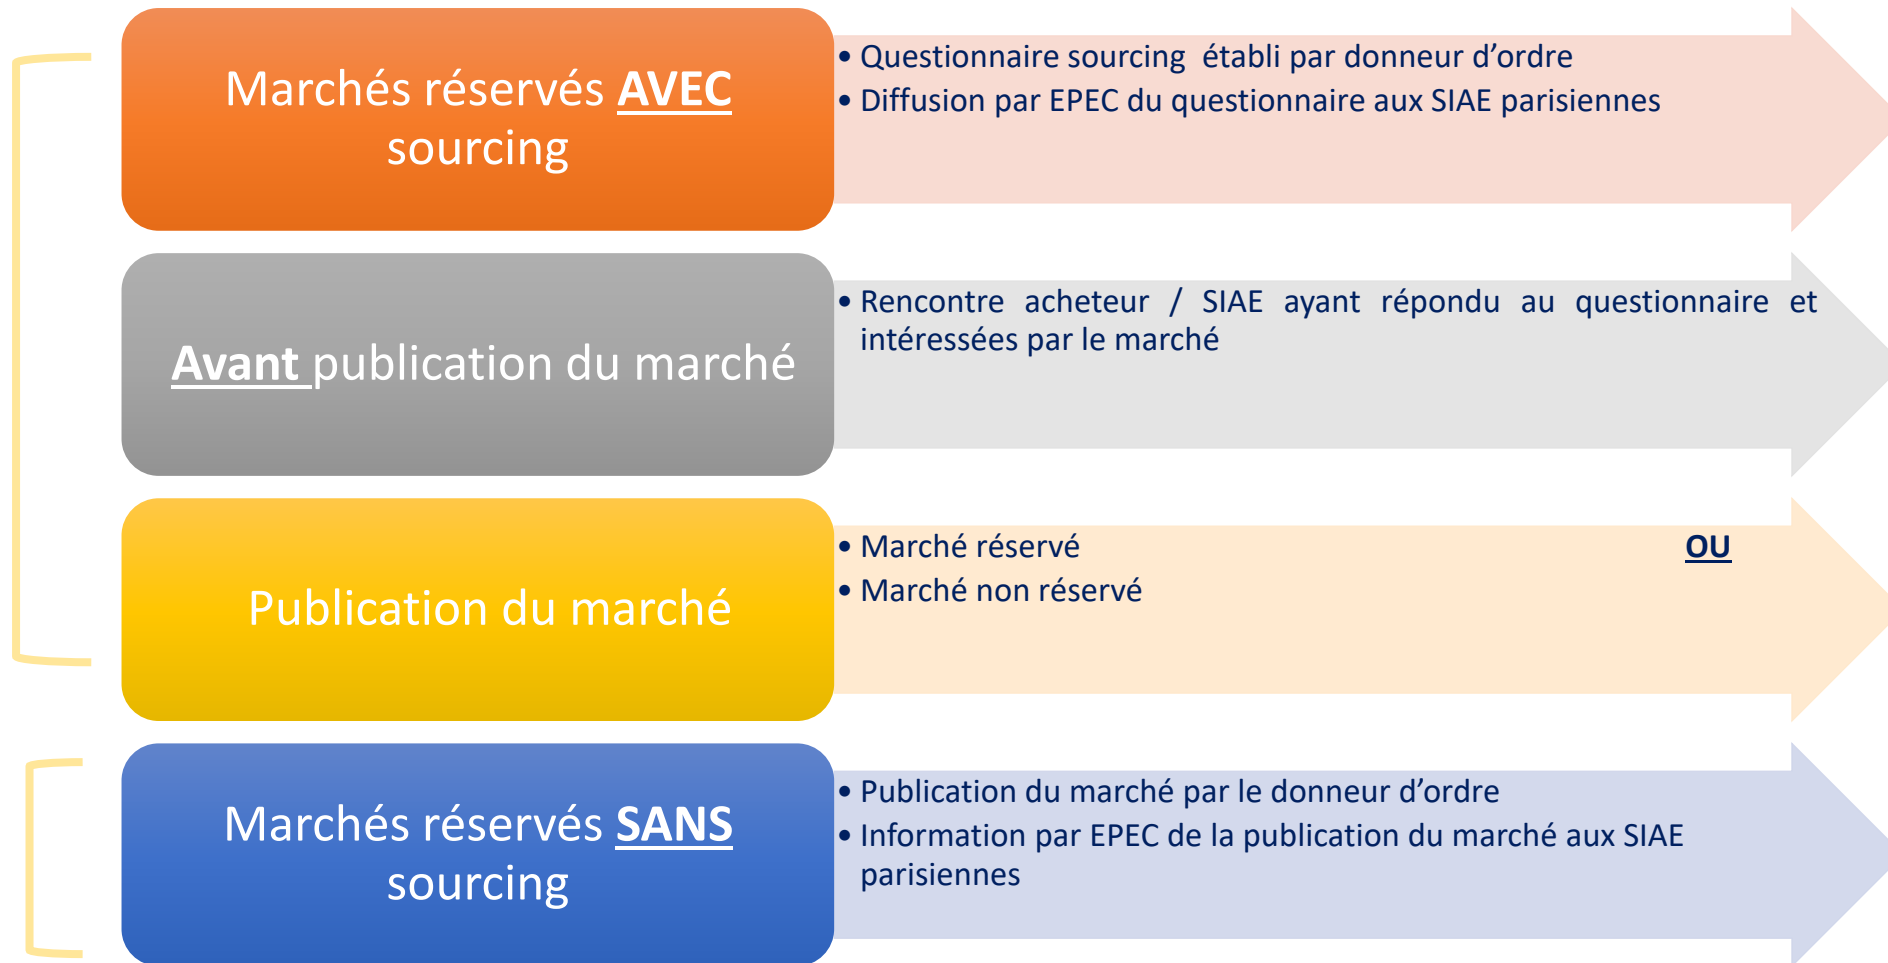 Marchés réservés AVEC
sourcing
• Questionnaire sourcing établi par donneur d’ordre
• Diffusion par EPEC du questionnaire aux SIAE parisiennes
Avant publication du marché
• Rencontre acheteur / SIAE ayant répondu au questionnaire et
intéressées par le marché
Publication du marché
• Marché réservé OU
• Marché non réservé
Marchés réservés SANS
sourcing
• Publication du marché par le donneur d’ordre
• Information par EPEC de la publication du marché aux SIAE
parisiennes